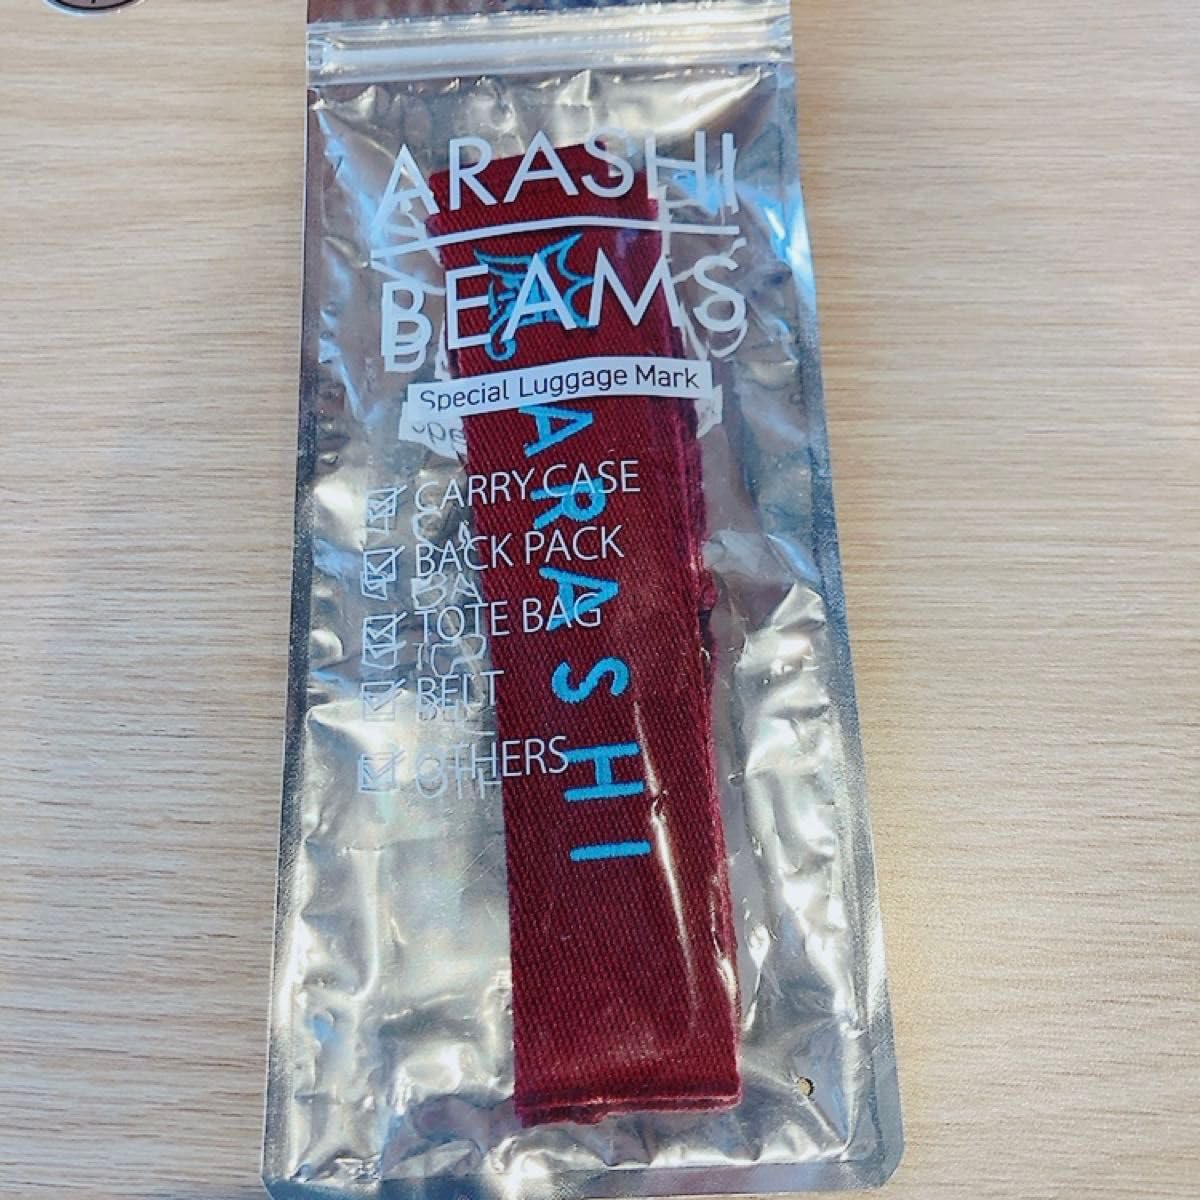 ARASHI
BEAMS
Special Luggage Mark
CARRY CASE
BACK PACK
TOTE BAG
BELT
OTHERS
ARASHI